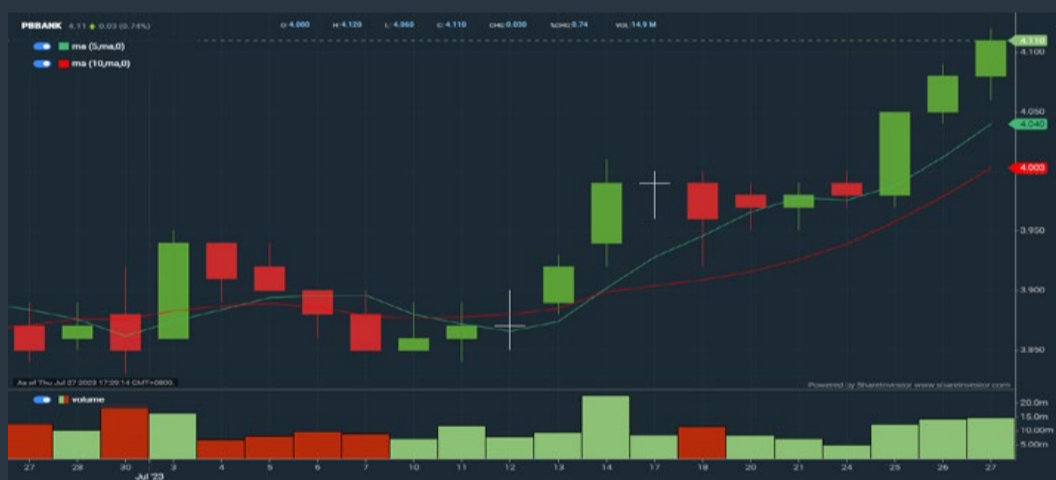 PBBANK 4.11 0.03 (0.74%) O: 4.080 H: 4.120 L: 4.060 C: 4.110 CHG: 0.030 %CHG: 0.74 VOL: 14.9 M
ma (5,ma,0)
ma (10,ma,0)
4.110
4.100
4.050
4.040
4.003
4.000
3.950
3.900
3.850
As of Thu Jul 27 2023 17:29:14 GMT+0800
Powered by ShareInvestor www.shareinvestor.com
volume
20.0m
15.0m
10.00m
5.00m
27 28 30 3 4 5 6 7 10 11 12 13 14 17 18 20 21 24 25 26 27
Jul '23